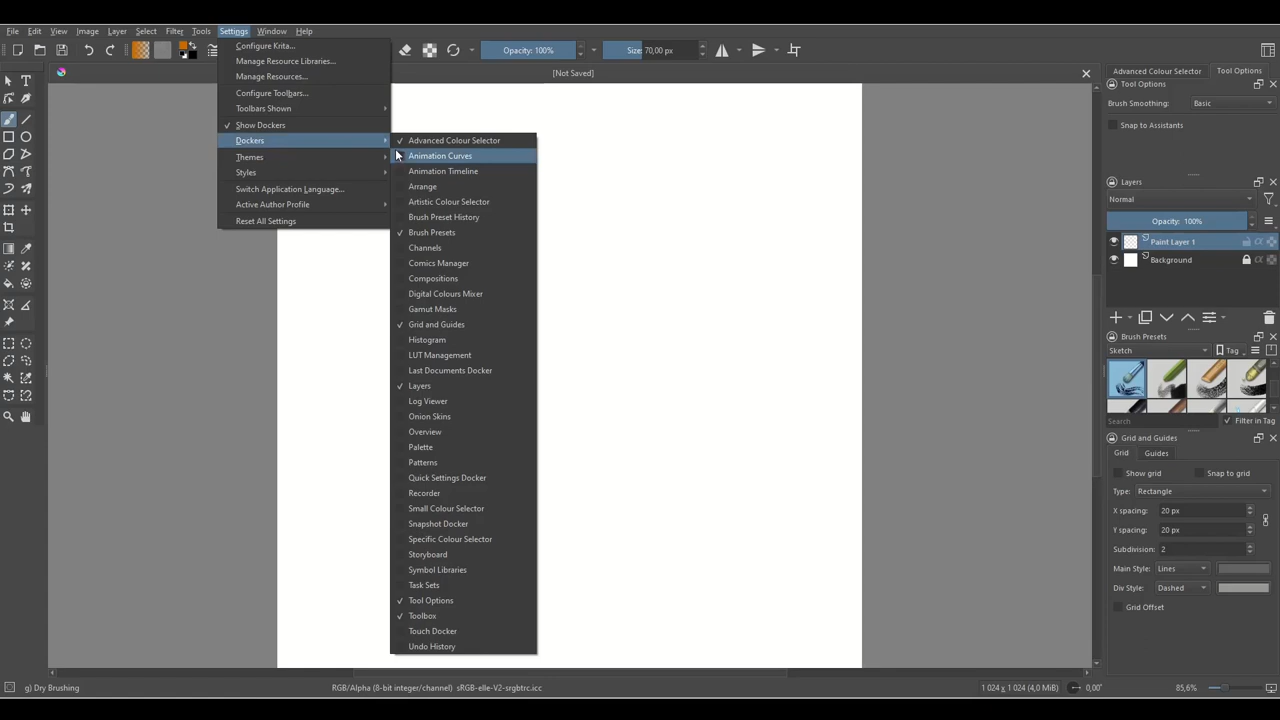 File Edit View Image Layer Select Filter Tools Settings Window Help
Opacity: 100%
Size: 70,00 px
[Not Saved]
Configure Krita...
Manage Resource Libraries...
Manage Resources...
Configure Toolbars...
Toolbars Shown
Show Dockers
Dockers
Themes
Styles
Switch Application Language...
Active Author Profile
Reset All Settings
Advanced Colour Selector
Animation Curves
Animation Timeline
Arrange
Artistic Colour Selector
Brush Preset History
Brush Presets
Channels
Comics Manager
Compositions
Digital Colours Mixer
Gamut Masks
Grid and Guides
Histogram
LUT Management
Last Documents Docker
Layers
Log Viewer
Onion Skins
Overview
Palette
Patterns
Quick Settings Docker
Recorder
Small Colour Selector
Snapshot Docker
Specific Colour Selector
Storyboard
Symbol Libraries
Task Sets
Tool Options
Toolbox
Touch Docker
Undo History
Advanced Colour Selector Tool Options
Tool Options
Brush Smoothing: Basic
Snap to Assistants
Layers
Normal
Opacity: 100%
Paint Layer 1
Background
Brush Presets
Sketch Tag
Search Filter in Tag
Grid and Guides
Grid Guides
Show grid Snap to grid
Type: Rectangle
X spacing: 20 px
Y spacing: 20 px
Subdivision: 2
Main Style: Lines
Div Style: Dashed
Grid Offset
g) Dry Brushing
RGB/Alpha (8-bit integer/channel) sRGB-elle-V2-srgbtrc.icc
1 024 x 1 024 (4,0 MiB)
0,00°
85,6%